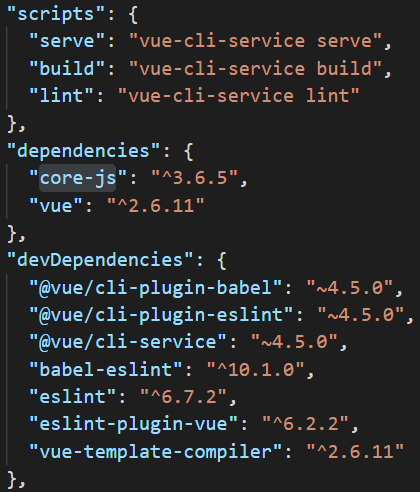 "scripts": {
"serve": "vue-cli-service serve",
"build": "vue-cli-service build",
"lint": "vue-cli-service lint"
},
"dependencies": {
"core-js": "^3.6.5",
"vue": "^2.6.11"
},
"devDependencies": {
"@vue/cli-plugin-babel": "~4.5.0",
"@vue/cli-plugin-eslint": "~4.5.0",
"@vue/cli-service": "~4.5.0",
"babel-eslint": "^10.1.0",
"eslint": "^6.7.2",
"eslint-plugin-vue": "^6.2.2",
"vue-template-compiler": "^2.6.11"
},